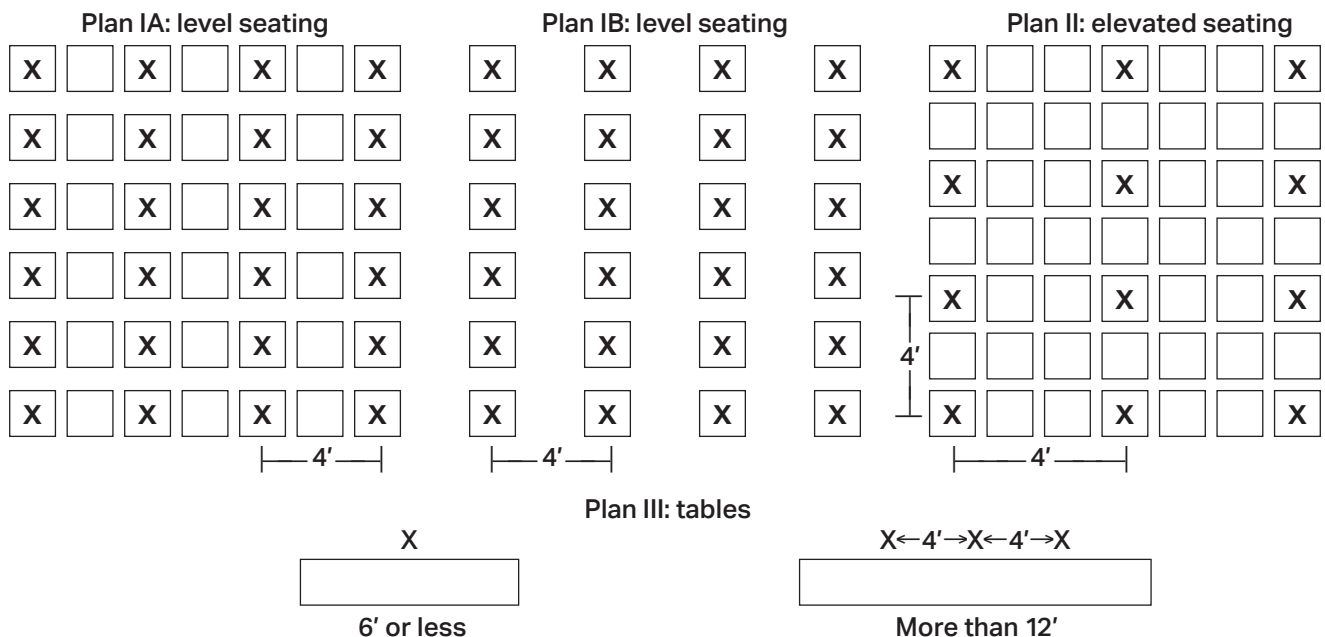 Plan IA: level seating Plan IB: level seating Plan II: elevated seating
X X X X X X X X X X X
X X X X X X X X
X X X X X X X X X X X
X X X X X X X X
X X X X X X X X X X X
4′
X X X X X X X X
X X X X X X X X X X X
4′ 4′ 4′
Plan III: tables
X X←4′→X←4′→X
6′ or less More than 12′